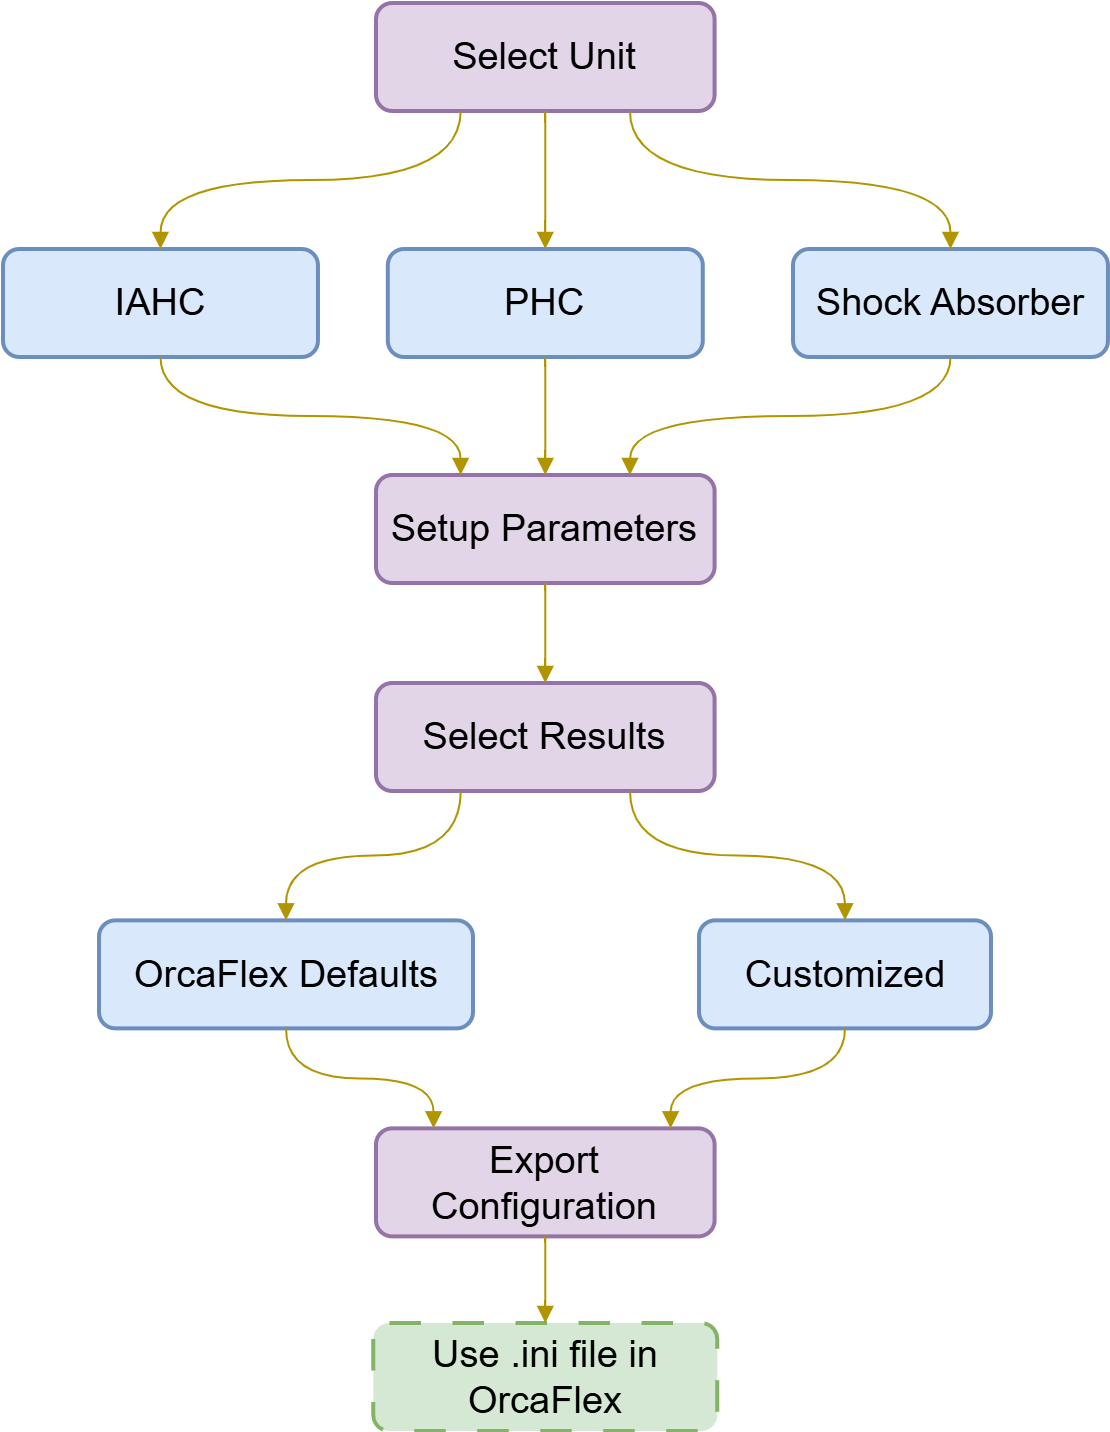 Select Unit
IAHC
PHC
Shock Absorber
Setup Parameters
Select Results
OrcaFlex Defaults
Customized
Export
Configuration
Use .ini file in
OrcaFlex